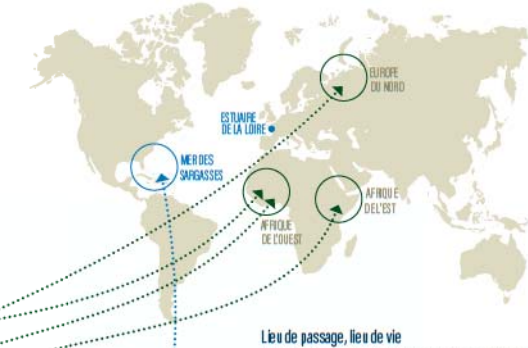 EUROPE
DU NORD
ESTUAIRE
DE LA LOIRE
MER DES
SARGASSES
AFRIQUE
DE L'EST
AFRIQUE
DE L'OUEST
Lieu de passage, lieu de vie